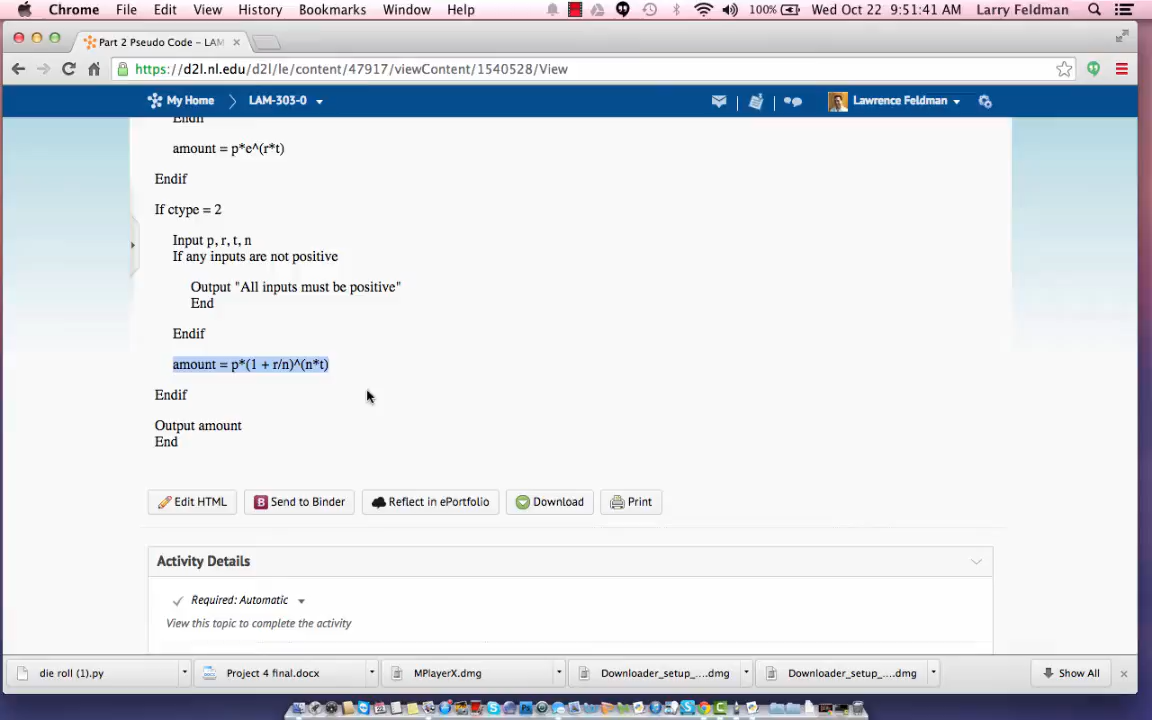 Chrome File Edit View History Bookmarks Window Help 100% Wed Oct 22 9:51:41 AM Larry Feldman
Part 2 Pseudo Code – LAM
https://d2l.nl.edu/d2l/le/content/47917/viewContent/1540528/View
My Home LAM-303-0 Lawrence Feldman
Endif
amount = p*e^(r*t)
Endif
If ctype = 2
Input p, r, t, n
If any inputs are not positive
Output "All inputs must be positive"
End
Endif
amount = p*(1 + r/n)^(n*t)
Endif
Output amount
End
Edit HTML Send to Binder Reflect in ePortfolio Download Print
Activity Details
Required: Automatic
View this topic to complete the activity
die roll (1).py Project 4 final.docx MPlayerX.dmg Downloader_setup_....dmg Downloader_setup_....dmg Show All